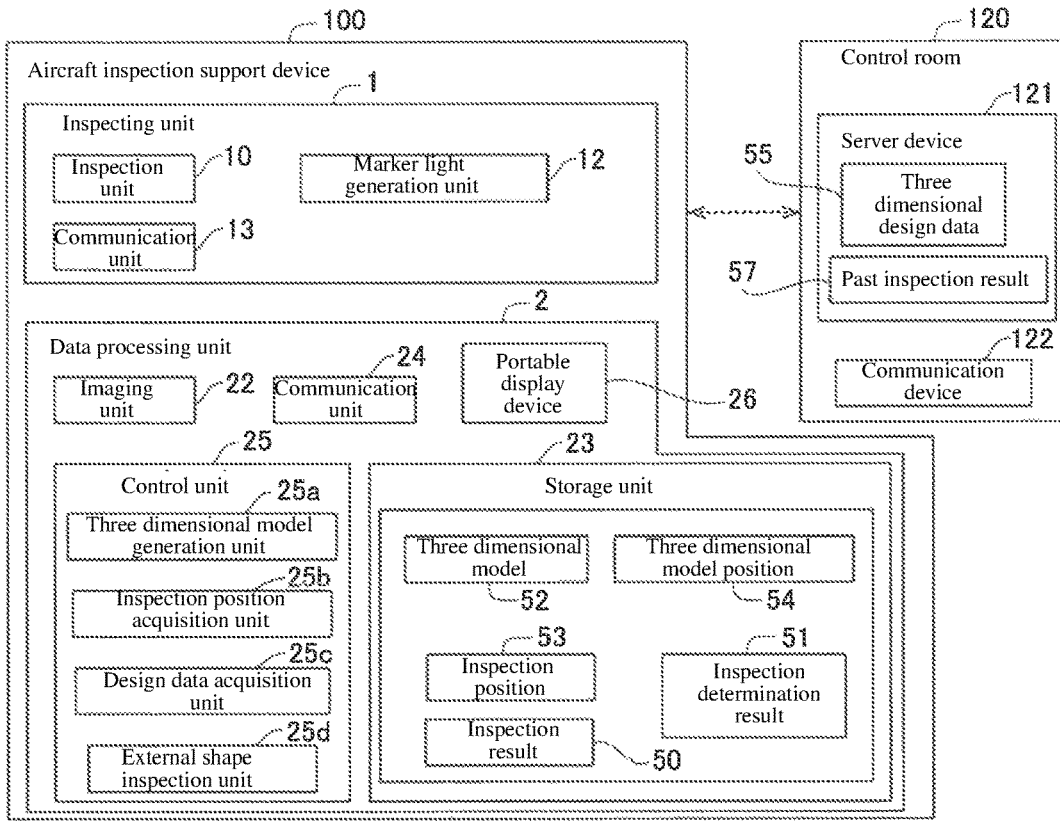 100
120
Aircraft inspection support device
Control room
1
121
Inspecting unit
Server device
10
12
55
Inspection
unit
Marker light
generation unit
Three
dimensional
design data
13
Communication
unit
57
Past inspection result
2
122
Data processing unit
24
Communication
device
Imaging
unit
22
Communication
unit
Portable
display
device
26
25
23
Control unit
25a
Storage unit
Three dimensional model
generation unit
Three dimensional
model
Three dimensional
model position
25b
52
54
Inspection position
acquisition unit
53
51
25c
Inspection
position
Inspection
determination
result
Design data acquisition
unit
25d
Inspection
result
50
External shape
inspection unit